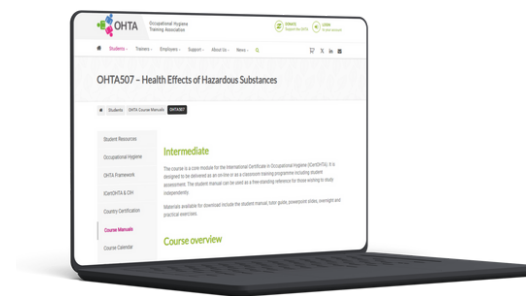 OHTA
Occupational Hygiene
Training Association
DONATE
LOGIN
Students
Trainers
Employers
Support
About Us
News
OHTA507 – Health Effects of Hazardous Substances
Students
OHTA Course Manuals
OHTA507
Student Resources
Occupational Hygiene
OHTA Framework
ICertOHTA & OH
Country Certification
Course Manuals
Course Calendar
Intermediate
The course is a core module for the International Certificate in Occupational Hygiene (ICertOHTA). It is
designed to be delivered as an on-line or as a classroom training programme including student
assessment. The student manual can be used as a free-standing reference for those working to study
independently.
Materials available for download include the student manual, tutor guide, powerpoint slides, overnight and
practical exercises.
Course overview